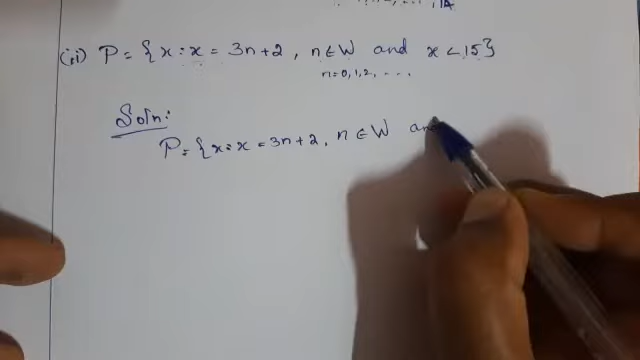 (ii) P = { x : x = 3n+2, n ∈ W and x < 15 }
n=0,1,2, ....
Soln:
P = { x : x = 3n+2, n ∈ W an